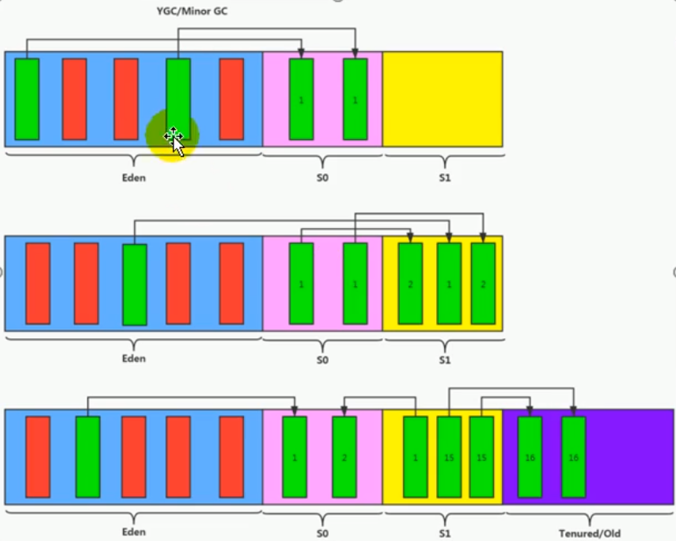 YGC/Minor GC
1 1
Eden S0 S1
1 1 2 1 2
Eden S0 S1
1 2 1 15 15 16 16
Eden S0 S1 Tenured/Old